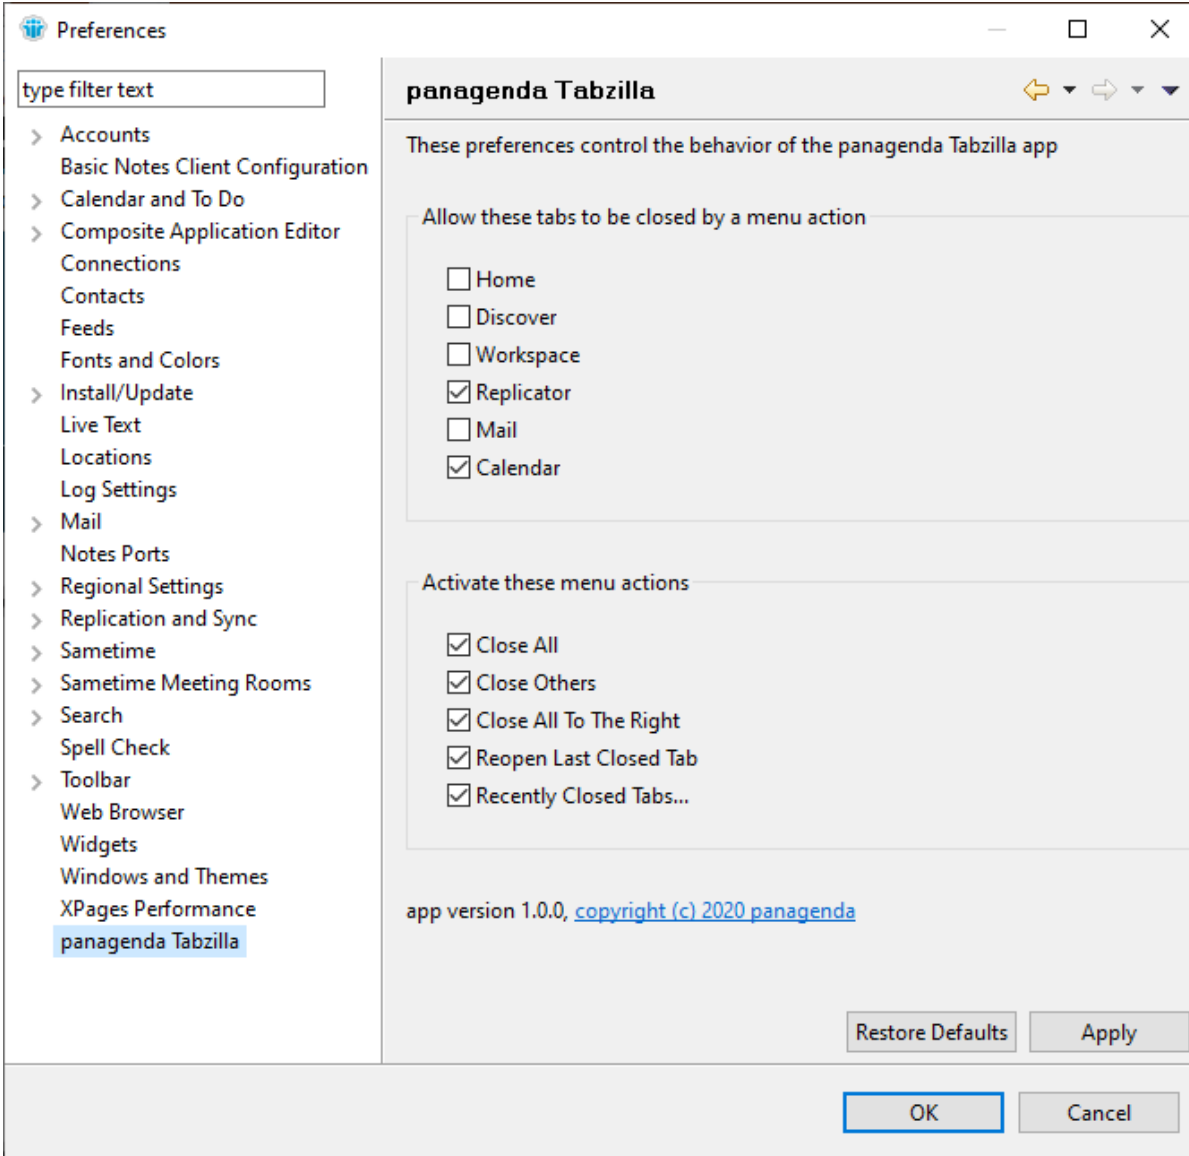 Preferences
type filter text
Accounts
Basic Notes Client Configuration
Calendar and To Do
Composite Application Editor
Connections
Contacts
Feeds
Fonts and Colors
Install/Update
Live Text
Locations
Log Settings
Mail
Notes Ports
Regional Settings
Replication and Sync
Sametime
Sametime Meeting Rooms
Search
Spell Check
Toolbar
Web Browser
Widgets
Windows and Themes
XPages Performance
panagenda Tabzilla
panagenda Tabzilla
These preferences control the behavior of the panagenda Tabzilla app
Allow these tabs to be closed by a menu action
Home
Discover
Workspace
Replicator
Mail
Calendar
Activate these menu actions
Close All
Close Others
Close All To The Right
Reopen Last Closed Tab
Recently Closed Tabs...
app version 1.0.0, copyright (c) 2020 panagenda
Restore Defaults
Apply
OK
Cancel